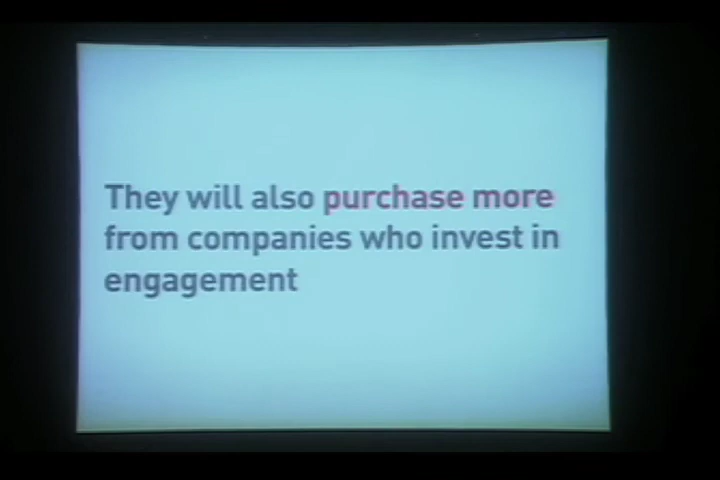 They will also purchase more
from companies who invest in
engagement